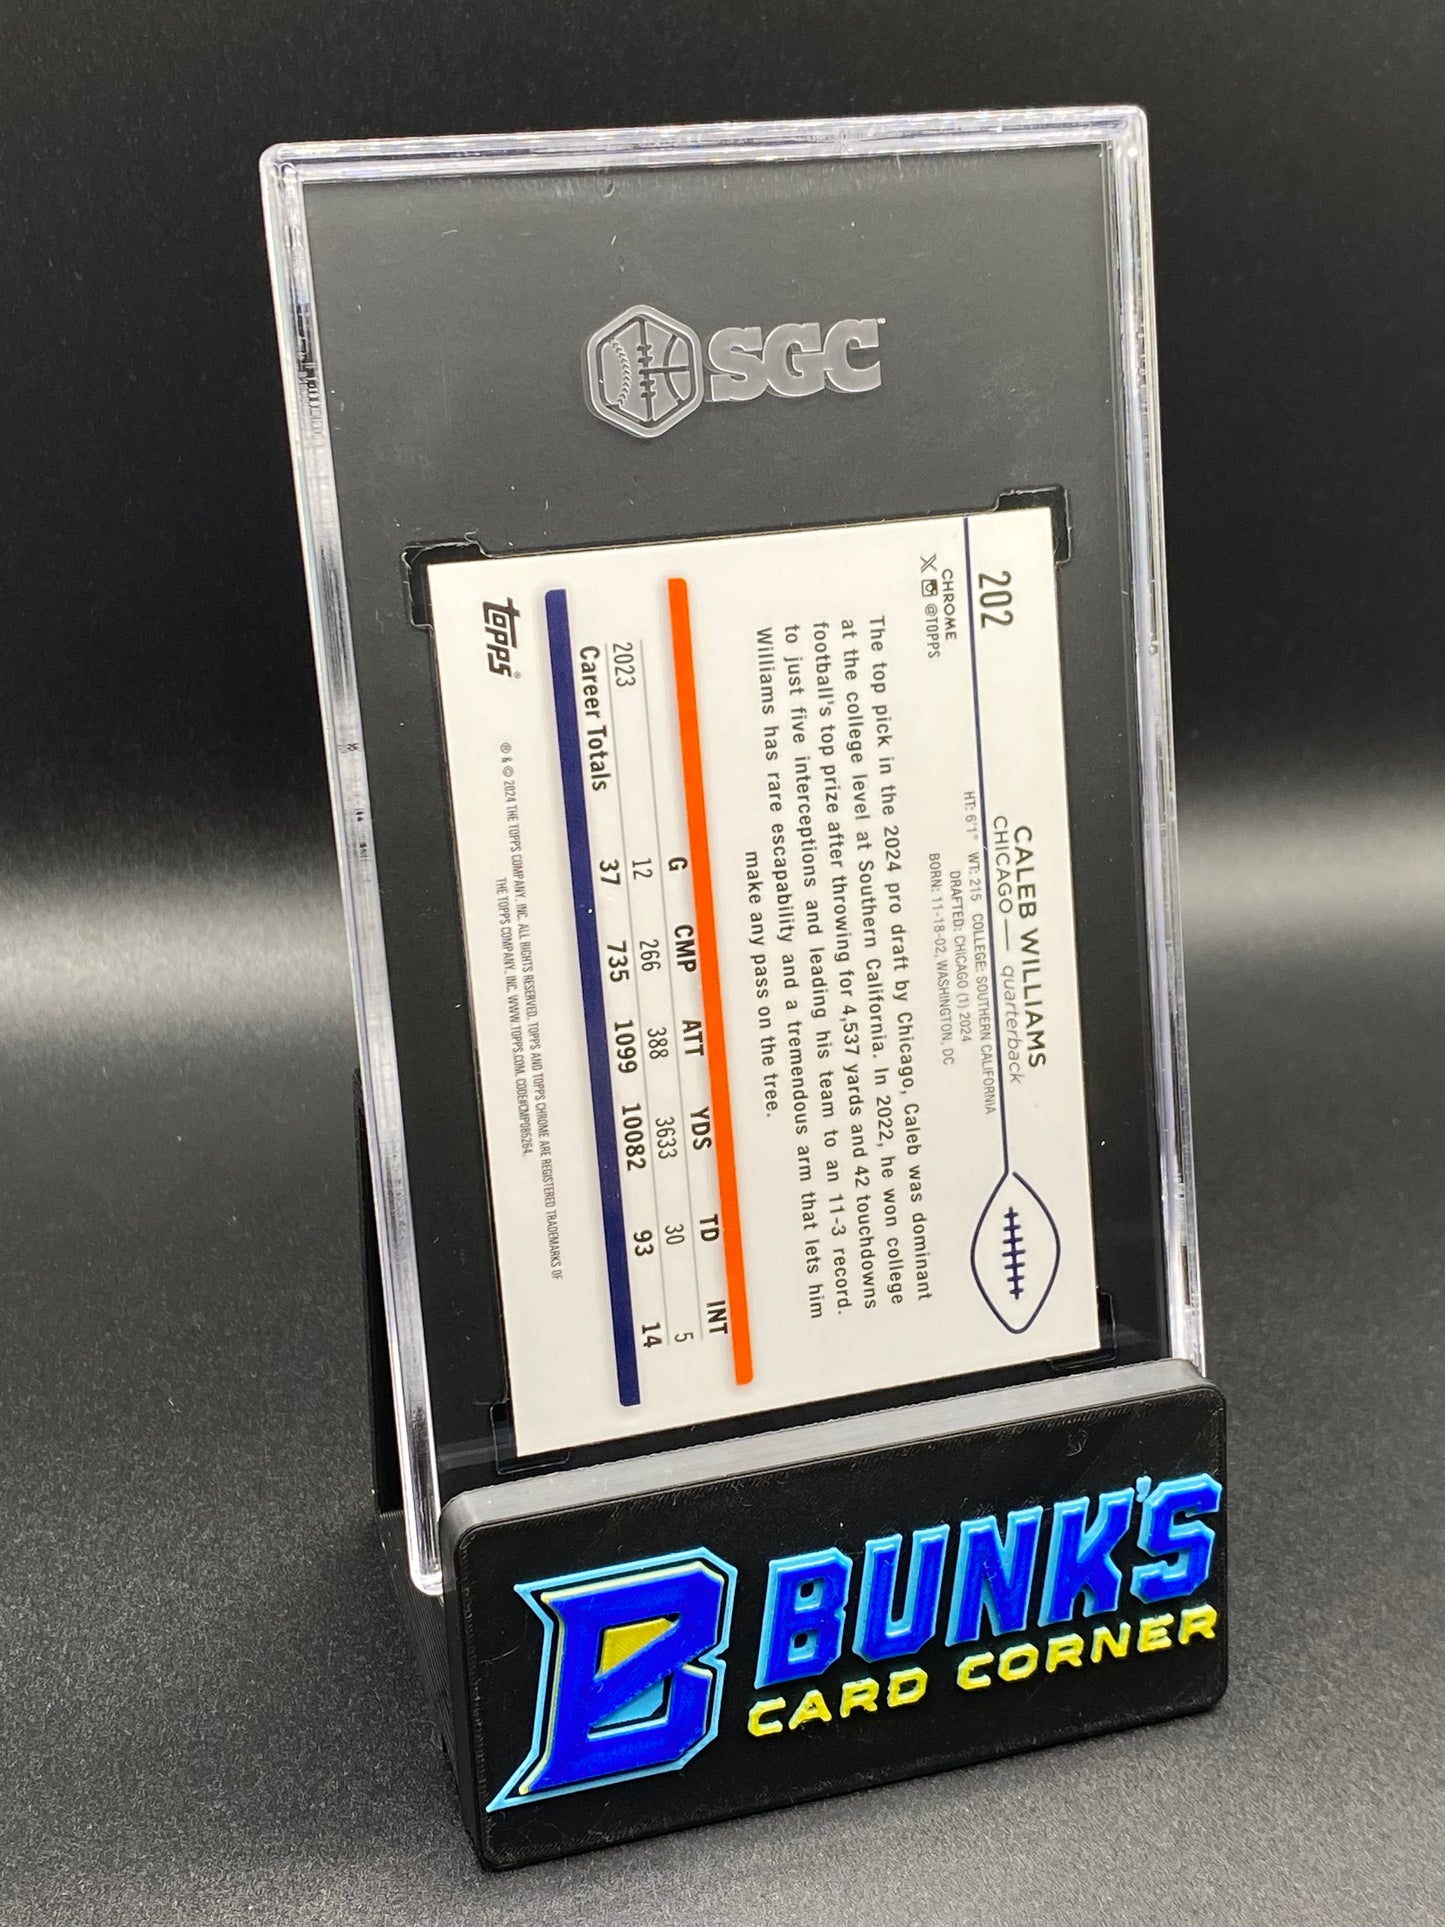 SGC™
202
CHROME
X @TOPPS
CALEB WILLIAMS
CHICAGO — quarterback
HT: 6'1" WT: 215 COLLEGE: SOUTHERN CALIFORNIA
DRAFTED: CHICAGO (1) 2024
BORN: 11-18-02, WASHINGTON, DC
The top pick in the 2024 pro draft by Chicago, Caleb was dominant
at the college level at Southern California. In 2022, he won college
football's top prize after throwing for 4,537 yards and 42 touchdowns
to just five interceptions and leading his team to an 11-3 record.
Williams has rare escapability and a tremendous arm that lets him
make any pass on the tree.
G CMP ATT YDS TD INT
2023 12 266 388 3633 30 5
Career Totals 37 735 1099 10082 93 14
topps®
® & © 2024 THE TOPPS COMPANY, INC. ALL RIGHTS RESERVED. TOPPS AND TOPPS CHROME ARE REGISTERED TRADEMARKS OF
THE TOPPS COMPANY, INC. WWW.TOPPS.COM. CODE#CMP085264.
B BUNK'S
CARD CORNER